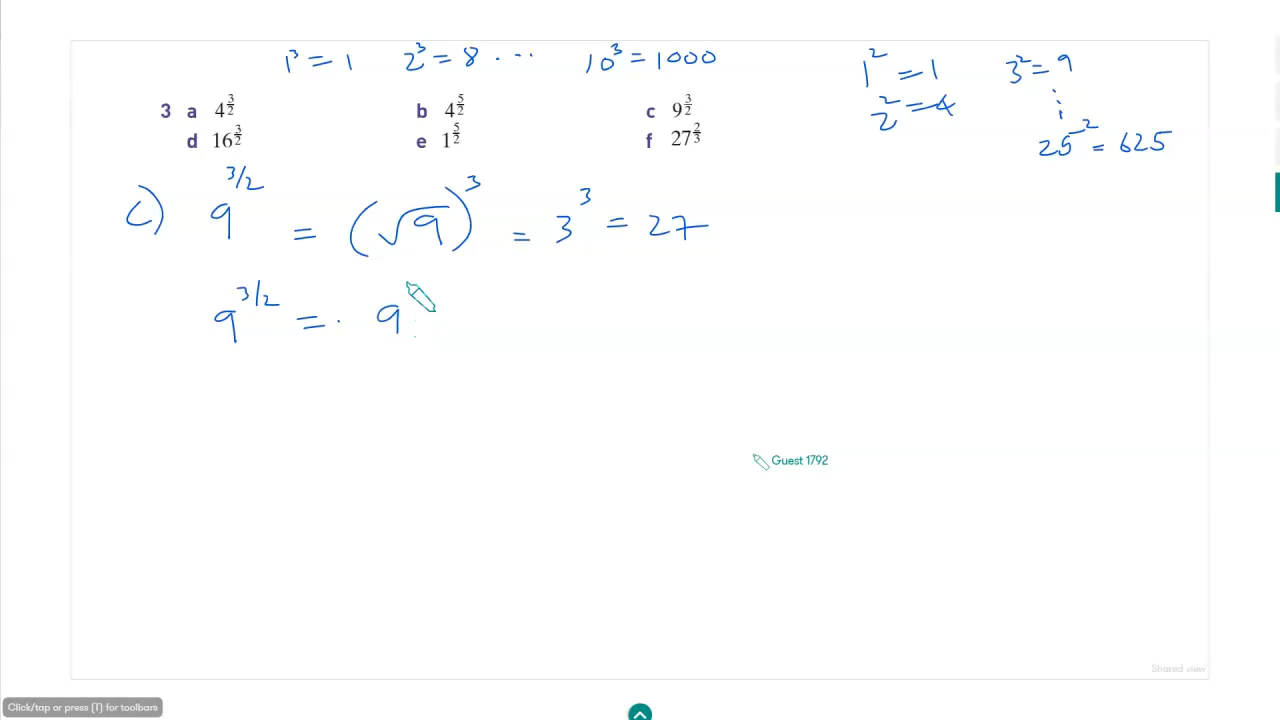 1³ = 1 2³ = 8 ... 10³ = 1000 1² = 1 3² = 9
2² = 4 ⋮
3 a 4^(3/2) b 4^(5/2) c 9^(3/2)
d 16^(3/2) e 1^(5/2) f 27^(2/3) 25² = 625
c) 9^(3/2) = (√9)³ = 3³ = 27
9^(3/2) = . 9
Guest 1792
Shared view
Click/tap or press [T] for toolbars